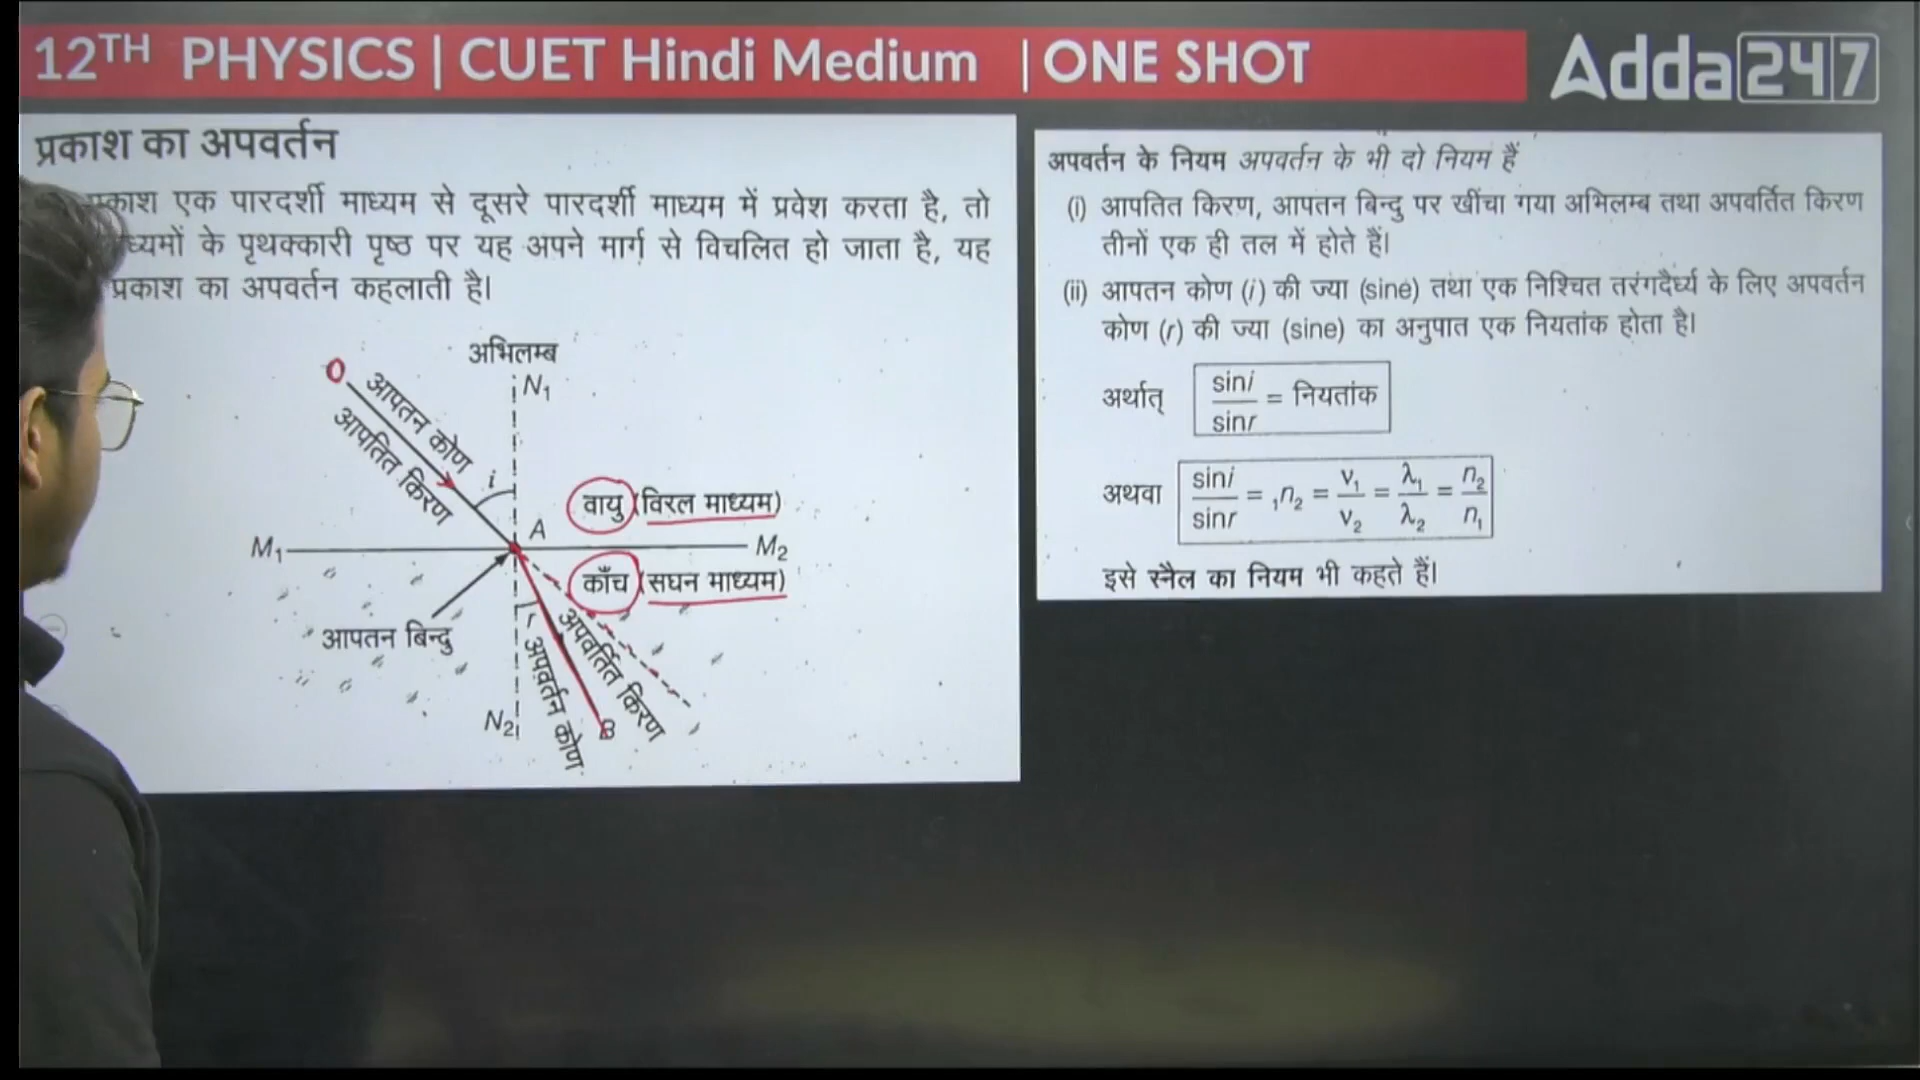 12TH PHYSICS | CUET Hindi Medium | ONE SHOT
Adda247
प्रकाश का अपवर्तन
प्रकाश एक पारदर्शी माध्यम से दूसरे पारदर्शी माध्यम में प्रवेश करता है, तो
के पृथक्कारी पृष्ठ पर यह अपने मार्ग से विचलित हो जाता है, यह
प्रकाश का अपवर्तन कहलाती है।
अभिलम्ब
N₁
O
आपतन कोण
आपतित किरण
i
वायु (विरल माध्यम)
A
M₁
M₂
काँच (सघन माध्यम)
आपतन बिन्दु
r
अपवर्तित किरण
अपवर्तन कोण
N₂
B
अपवर्तन के नियम अपवर्तन के भी दो नियम हैं
(i) आपतित किरण, आपतन बिन्दु पर खींचा गया अभिलम्ब तथा अपवर्तित किरण
तीनों एक ही तल में होते हैं।
(ii) आपतन कोण (i) की ज्या (sine) तथा एक निश्चित तरंगदैर्ध्य के लिए अपवर्तन
कोण (r) की ज्या (sine) का अनुपात एक नियतांक होता है।
अर्थात् sini/sinr = नियतांक
अथवा sini/sinr = ₁n₂ = v₁/v₂ = λ₁/λ₂ = n₂/n₁
इसे स्नैल का नियम भी कहते हैं।